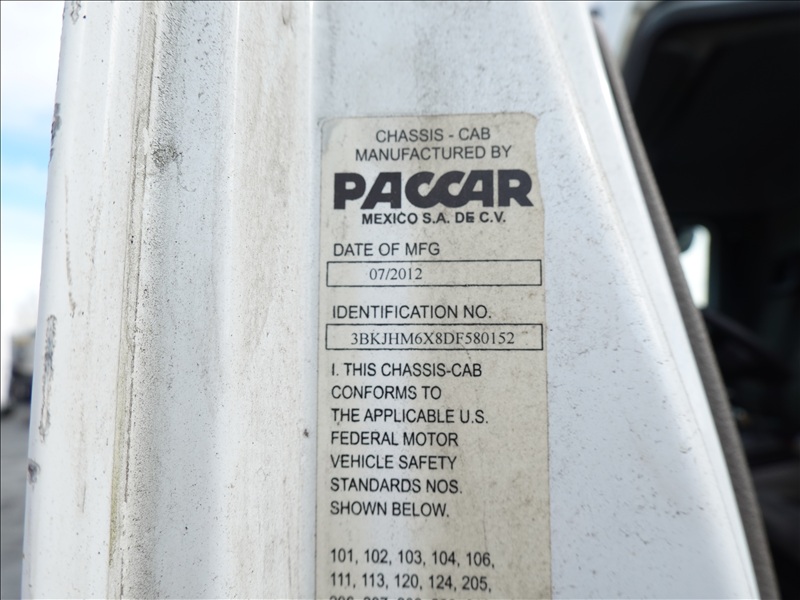 CHASSIS - CAB
MANUFACTURED BY
PACCAR
MEXICO S.A. DE C.V.
DATE OF MFG
07/2012
IDENTIFICATION NO.
3BKJHM6X8DF580152
I. THIS CHASSIS-CAB
CONFORMS TO
THE APPLICABLE U.S.
FEDERAL MOTOR
VEHICLE SAFETY
STANDARDS NOS.
SHOWN BELOW.
101, 102, 103, 104, 106,
111, 113, 120, 124, 205,